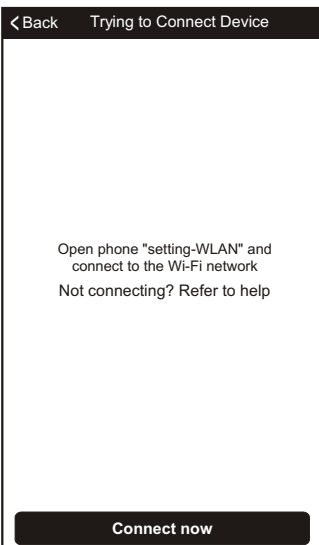 Back
Trying to Connect Device
Open phone "setting-WLAN" and
connect to the Wi-Fi network
Not connecting? Refer to help
Connect now